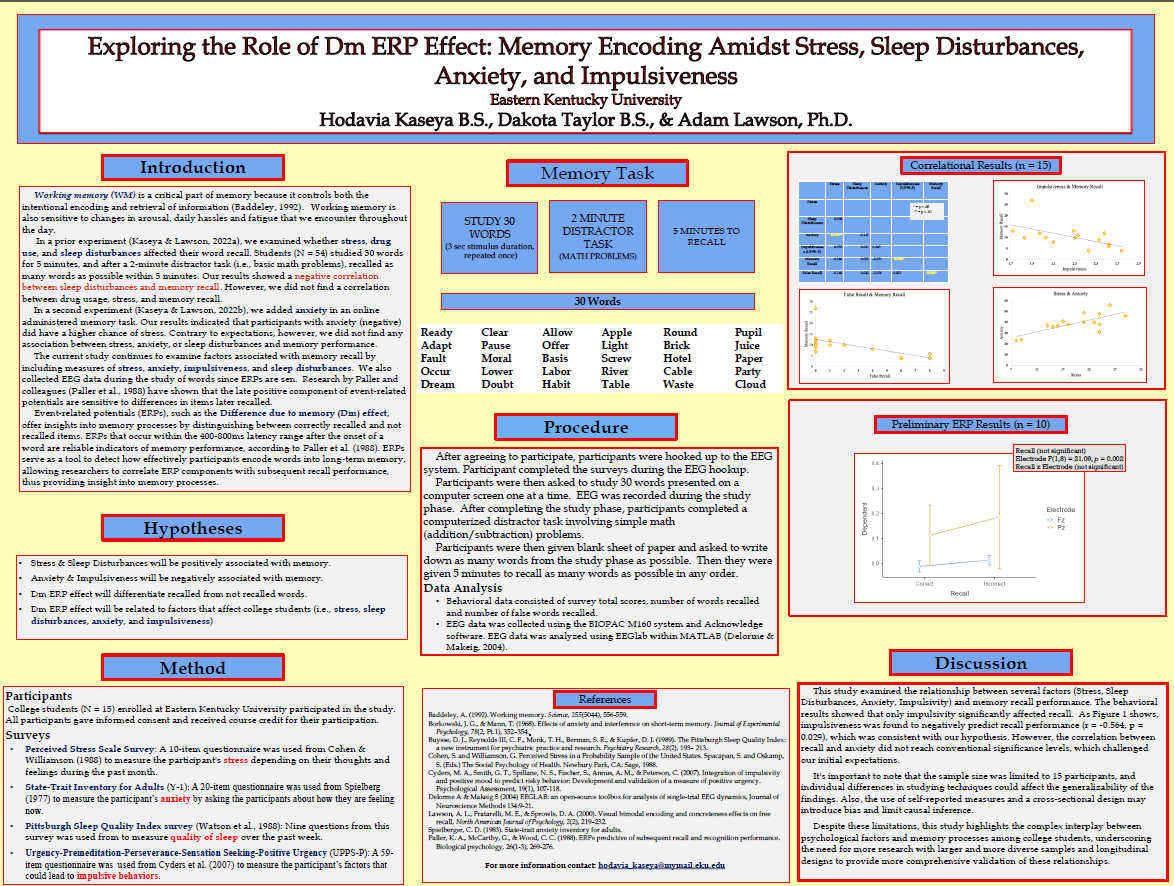 Exploring the Role of Dm ERP Effect: Memory Encoding Amidst Stress, Sleep Disturbances,
Anxiety, and Impulsiveness
Eastern Kentucky University
Hodavia Kaseya B.S., Dakota Taylor B.S., & Adam Lawson, Ph.D.
Introduction
Working memory (WM) is a critical part of memory because it controls both the
intentional encoding and retrieval of information (Baddeley, 1992). Working memory is
also sensitive to changes in arousal, daily hassles and fatigue that we encounter throughout
the day.
In a prior experiment (Kaseya & Lawson, 2022a), we examined whether stress, drug
use, and sleep disturbances affected their word recall. Students (N = 54) studied 30 words
for 5 minutes, and after a 2-minute distractor task (i.e., basic math problems), recalled as
many words as possible within 5 minutes. Our results showed a negative correlation
between sleep disturbances and memory recall. However, we did not find a correlation
between drug usage, stress, and memory recall.
In a second experiment (Kaseya & Lawson, 2022b), we added anxiety in an online
administered memory task. Our results indicated that participants with anxiety (negative)
did have a higher chance of stress. Contrary to expectations, however, we did not find any
association between stress, anxiety, or sleep disturbances and memory performance.
The current study continues to examine factors associated with memory recall by
including measures of stress, anxiety, impulsiveness, and sleep disturbances. We also
collected EEG data during the study of words since ERPs are sen. Research by Paller and
colleagues (Paller et al., 1988) have shown that the late positive component of event-related
potentials are sensitive to differences in items later recalled.
Event-related potentials (ERPs), such as the Difference due to memory (Dm) effect,
offer insights into memory processes by distinguishing between correctly recalled and not
recalled items. ERPs that occur within the 400-800ms latency range after the onset of a
word are reliable indicators of memory performance, according to Paller et al. (1988). ERPs
serve as a tool to detect how effectively participants encode words into long-term memory,
allowing researchers to correlate ERP components with subsequent recall performance,
thus providing insight into memory processes.
Hypotheses
• Stress & Sleep Disturbances will be positively associated with memory.
• Anxiety & Impulsiveness will be negatively associated with memory.
• Dm ERP effect will differentiate recalled from not recalled words.
• Dm ERP effect will be related to factors that affect college students (i.e., stress, sleep
disturbances, anxiety, and impulsiveness)
Method
Participants
College students (N = 15) enrolled at Eastern Kentucky University participated in the study.
All participants gave informed consent and received course credit for their participation.
Surveys
• Perceived Stress Scale Survey: A 10-item questionnaire was used from Cohen &
Williamson (1988) to measure the participant's stress depending on their thoughts and
feelings during the past month.
• State-Trait Inventory for Adults (Y-1): A 20-item questionnaire was used from Spielberg
(1977) to measure the participant's anxiety by asking the participants about how they are feeling
now.
• Pittsburgh Sleep Quality Index survey (Watson et al., 1988): Nine questions from this
survey was used from to measure quality of sleep over the past week.
• Urgency-Premeditation-Perseverance-Sensation Seeking-Positive Urgency (UPPS-P): A 59-
item questionnaire was used from Cyders et al. (2007) to measure the participant's factors that
could lead to impulsive behaviors.
Memory Task
STUDY 30
WORDS
(3 sec stimulus duration,
repeated once)
2 MINUTE
DISTRACTOR
TASK
(MATH PROBLEMS)
5 MINUTES TO
RECALL
30 Words
Ready Clear Allow Apple Round Pupil
Adapt Pause Offer Light Brick Juice
Fault Moral Basis Screw Hotel Paper
Occur Lower Labor River Cable Party
Dream Doubt Habit Table Waste Cloud
Procedure
After agreeing to participate, participants were hooked up to the EEG
system. Participant completed the surveys during the EEG hookup.
Participants were then asked to study 30 words presented on a
computer screen one at a time. EEG was recorded during the study
phase. After completing the study phase, participants completed a
computerized distractor task involving simple math
(addition/subtraction) problems.
Participants were then given blank sheet of paper and asked to write
down as many words from the study phase as possible. Then they were
given 5 minutes to recall as many words as possible in any order.
Data Analysis
• Behavioral data consisted of survey total scores, number of words recalled
and number of false words recalled.
• EEG data was collected using the BIOPAC M160 system and Acknowledge
software. EEG data was analyzed using EEGlab within MATLAB (Delorme &
Makeig, 2004).
References
Baddeley, A. (1992). Working memory. Science, 255(5044), 556-559.
Borkowski, J. G., & Mann, T. (1968). Effects of anxiety and interference on short-term memory. Journal of Experimental
Psychology, 78(2, Pt.1), 352-354.
Buysse, D.J., Reynolds III, C. F., Monk, T. H., Berman, S. R., & Kupfer, D. J. (1989). The Pittsburgh Sleep Quality Index:
a new instrument for psychiatric practice and research. Psychiatry Research, 28(2), 193– 213.
Cohen, S. and Williamson, G. Perceived Stress in a Probability Sample of the United States. Spacapan, S. and Oskamp,
S. (Eds.) The Social Psychology of Health. Newbury Park, CA: Sage, 1988.
Cyders, M. A., Smith, G. T., Spillane, N. S., Fischer, S., Annus, A. M., & Peterson, C. (2007). Integration of impulsivity
and positive mood to predict risky behavior: Development and validation of a measure of positive urgency.
Psychological Assessment, 19(1), 107-118.
Delorme A & Makeig S (2004) EEGLAB: an open-source toolbox for analysis of single-trial EEG dynamics, Journal of
Neuroscience Methods 134:9-21.
Lawson, A. L., Pratarelli, M. E., & Sprowls, D. A. (2000). Visual bimodal encoding and concreteness effects on free
recall. North American Journal of Psychology, 2(2), 219–232.
Spielberger, C. D. (1983). State-trait anxiety inventory for adults.
Paller, K. A., McCarthy, G., & Wood, C. C. (1988). ERPs predictive of subsequent recall and recognition performance.
Biological psychology, 26(1-3), 269-276.
For more information contact: hodavia_kaseya@mymail.eku.edu
Correlational Results (n = 15)
Stress Sleep Disturbances Anxiety Impulsiveness (UPPS-P) Memory Recall
Impulsiveness & Memory Recall
Memory Recall
Impulsiveness
False Recall & Memory Recall
Memory Recall
False Recall
Stress & Anxiety
Anxiety
Stress
Preliminary ERP Results (n = 10)
Recall (not significant)
Electrode F(1,8) = 21.09, p = 0.002
Recall x Electrode (not significant)
Dependent
0.4
0.3
0.2
0.1
0.0
Correct Incorrect
Recall
Electrode
Fz
Pz
Discussion
This study examined the relationship between several factors (Stress, Sleep
Disturbances, Anxiety, Impulsivity) and memory recall performance. The behavioral
results showed that only impulsivity significantly affected recall. As Figure 1 shows,
impulsiveness was found to negatively predict recall performance (r = -0.564, p =
0.029), which was consistent with our hypothesis. However, the correlation between
recall and anxiety did not reach conventional significance levels, which challenged
our initial expectations.
It's important to note that the sample size was limited to 15 participants, and
individual differences in studying techniques could affect the generalizability of the
findings. Also, the use of self-reported measures and a cross-sectional design may
introduce bias and limit causal inference.
Despite these limitations, this study highlights the complex interplay between
psychological factors and memory processes among college students, underscoring
the need for more research with larger and more diverse samples and longitudinal
designs to provide more comprehensive validation of these relationships.